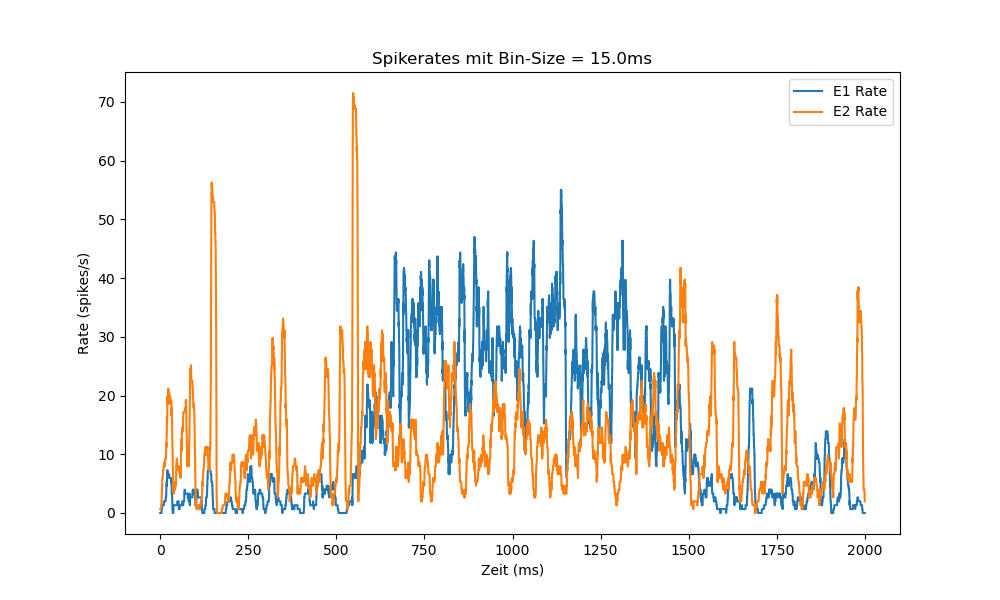 Spikerates mit Bin-Size = 15.0ms
E1 Rate
E2 Rate
Rate (spikes/s)
70
60
50
40
30
20
10
0
0 250 500 750 1000 1250 1500 1750 2000
Zeit (ms)